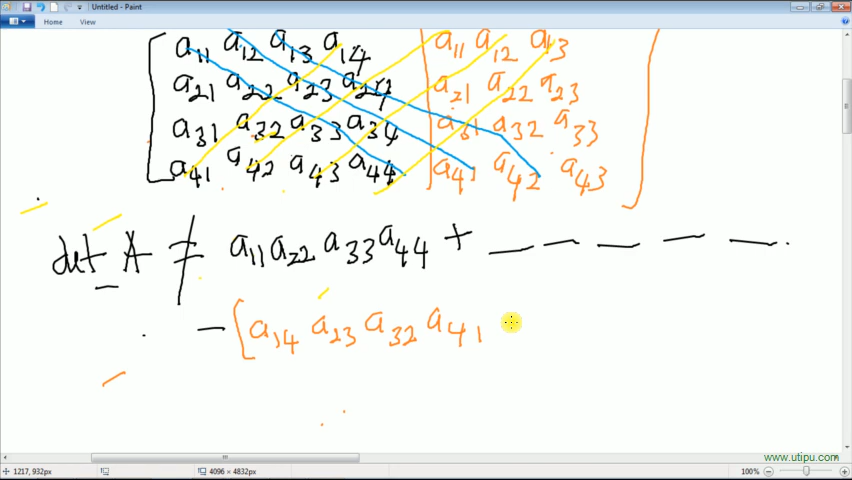 Untitled - Paint
Home View
a11 a12 a13 a14 a11 a12 a13
a21 a22 a23 a24 a21 a22 a23
a31 a32 a33 a34 a31 a32 a33
a41 a42 a43 a44 a41 a42 a43
det A ≠ a11 a22 a33 a44 + _ _ _ _ _ .
- [ a14 a23 a32 a41
www.utipu.com
1217, 932px 4096 × 4832px 100%